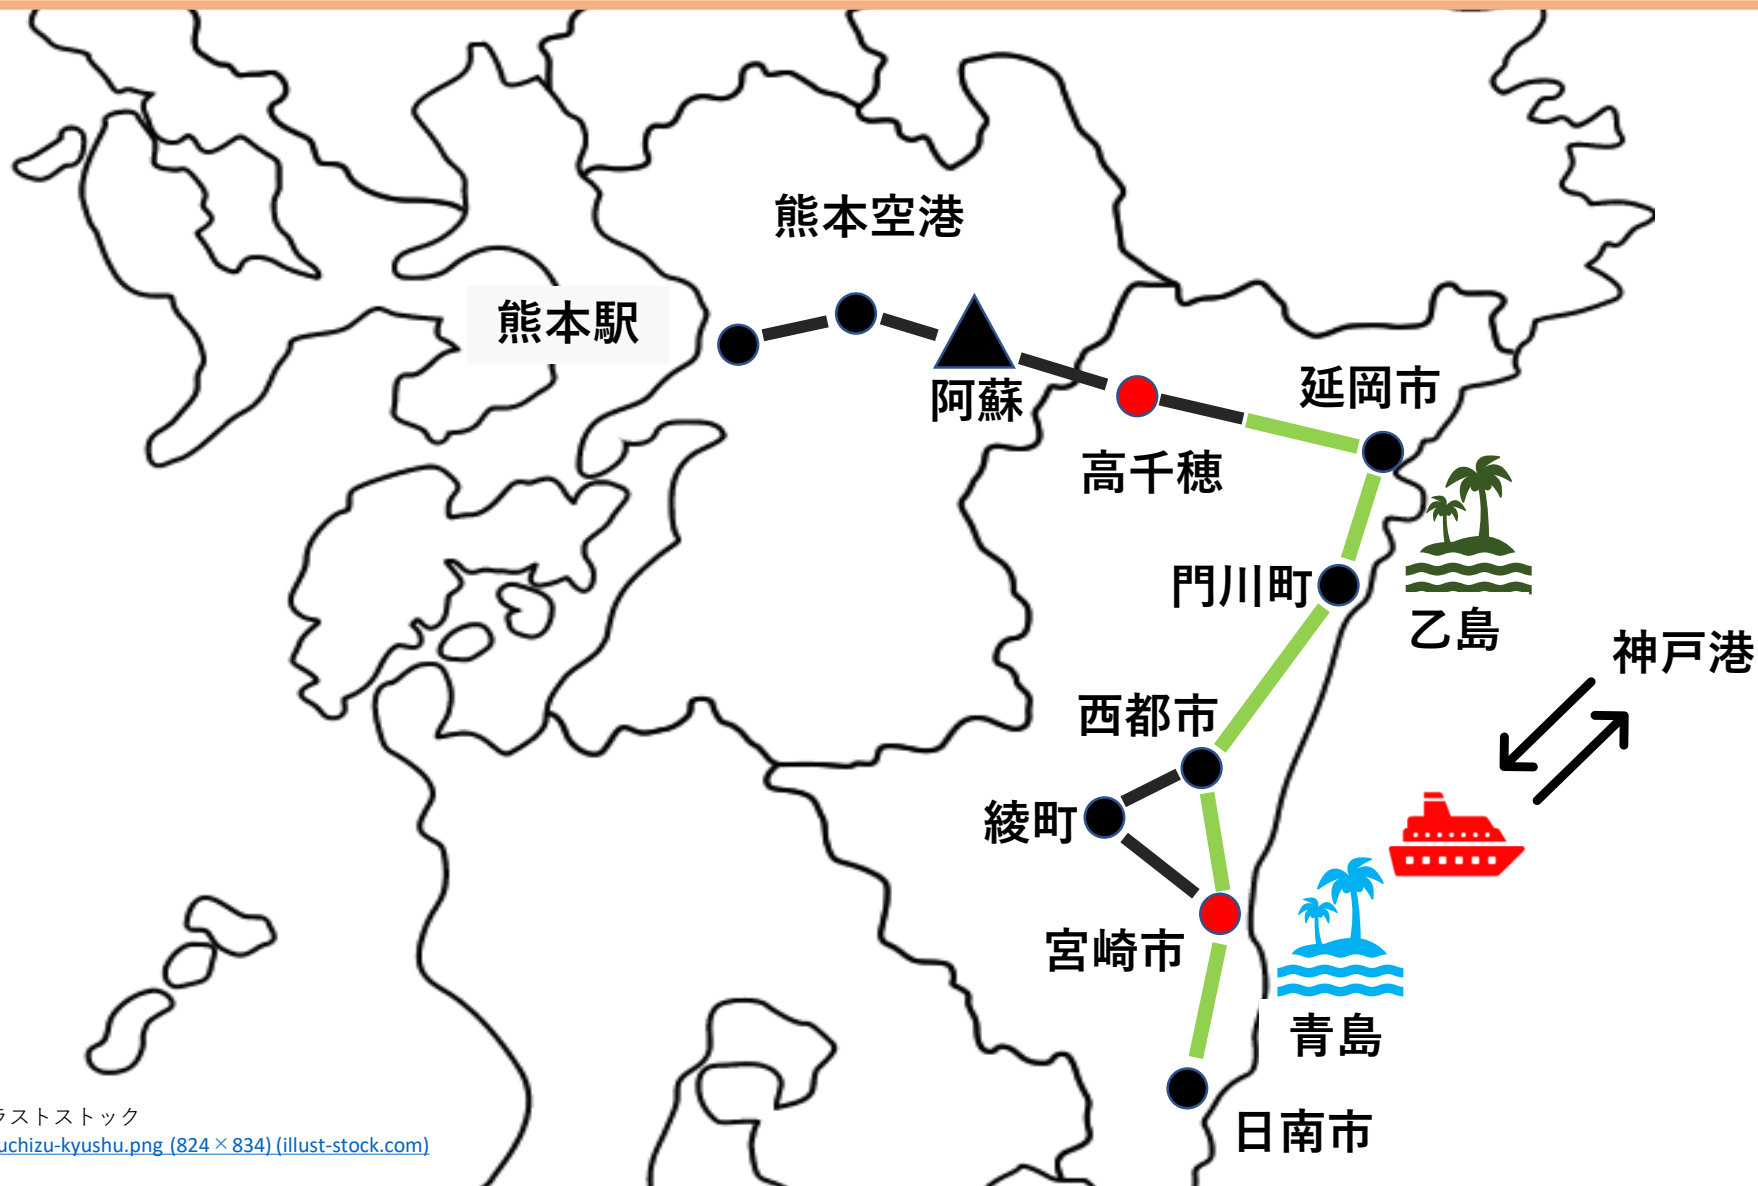 熊本空港
熊本駅
阿蘇
延岡市
高千穂
門川町
乙島
神戸港
西都市
綾町
宮崎市
青島
日南市
ラストストック
uchizu-kyushu.png (824×834) (illust-stock.com)